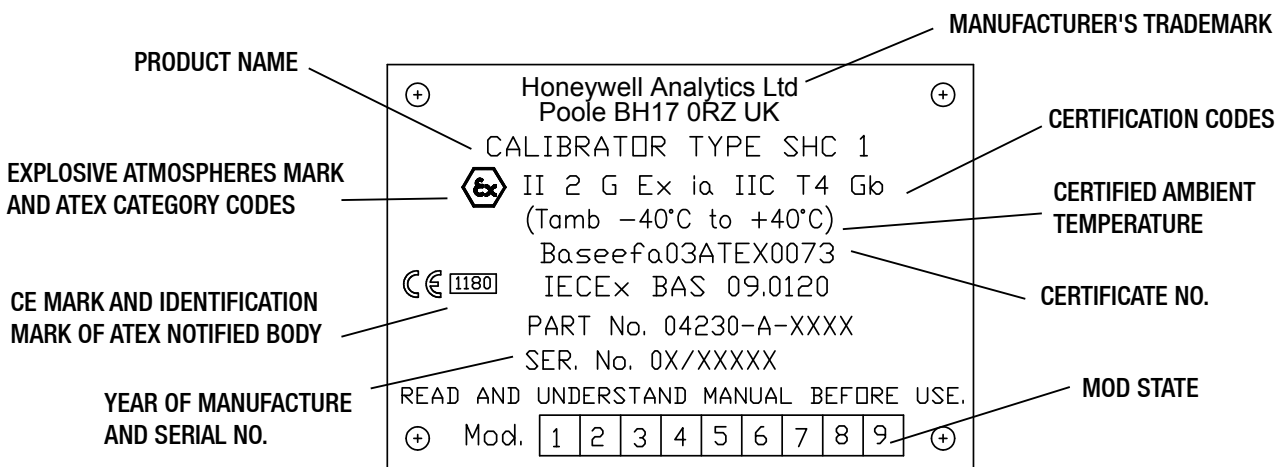 MANUFACTURER'S TRADEMARK
PRODUCT NAME
Honeywell Analytics Ltd
Poole BH17 0RZ UK
CERTIFICATION CODES
CALIBRATOR TYPE SHC 1
EXPLOSIVE ATMOSPHERES MARK
AND ATEX CATEGORY CODES
Ex II 2 G Ex ia IIC T4 Gb
CERTIFIED AMBIENT
TEMPERATURE
(Tamb -40°C to +40°C)
Baseefa03ATEX0073
CE 1180 IECEx BAS 09.0120
CERTIFICATE NO.
CE MARK AND IDENTIFICATION
MARK OF ATEX NOTIFIED BODY
PART No. 04230-A-XXXX
SER. No. 0X/XXXXX
YEAR OF MANUFACTURE
AND SERIAL NO.
READ AND UNDERSTAND MANUAL BEFORE USE.
MOD STATE
Mod. 1 2 3 4 5 6 7 8 9